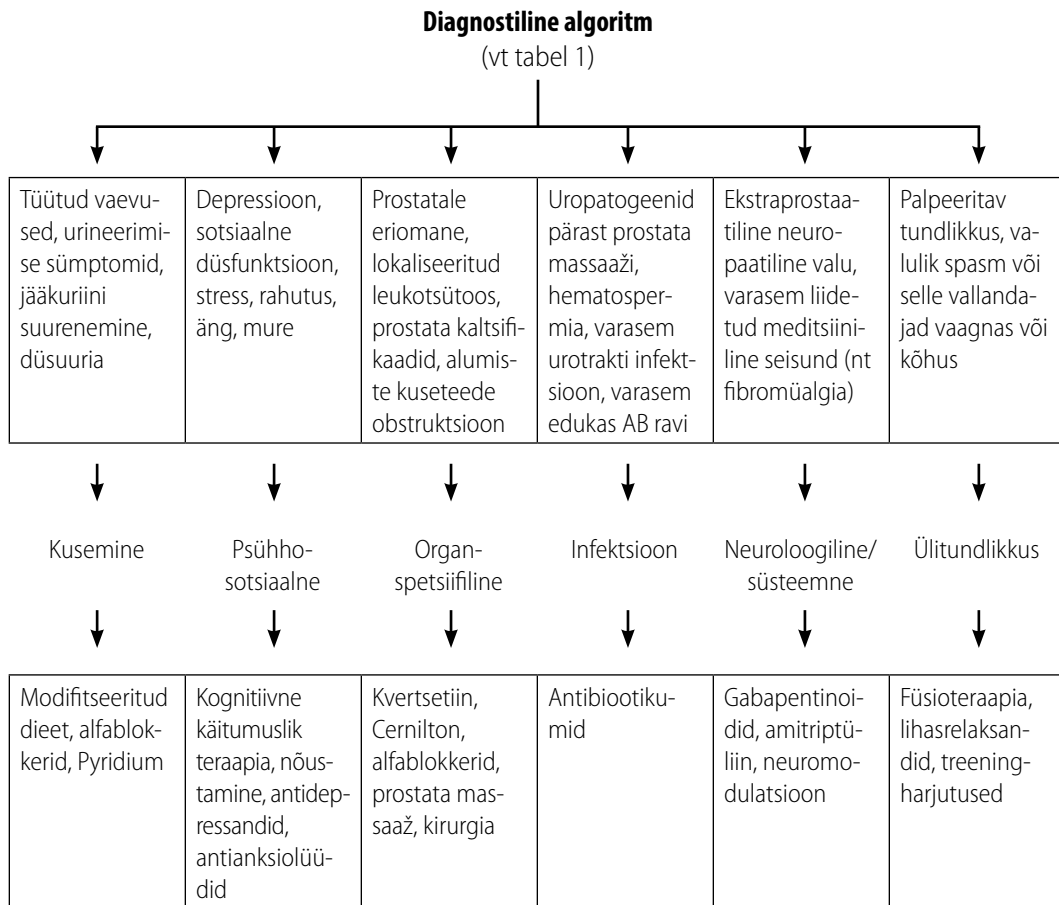 Diagnostiline algoritm
(vt tabel 1)
Tüütud vaevu-
sed, urineerimi-
se sümptomid,
jääkuriini
suurenemine,
düsuuria
Depressioon,
sotsiaalne
düsfunktsioon,
stress, rahutus,
äng, mure
Prostatale
eriomane,
lokaliseeritud
leukotsütoos,
prostata kaltsifi-
kaadid, alumis-
te kuseteede
obstruktsioon
Uropatogeenid
pärast prostata
massaaži,
hematosper-
mia, varasem
urotrakti infekt-
sioon, varasem
edukas AB ravi
Ekstraprostaa-
tiline neuro-
paatiline valu,
varasem liide-
tud meditsiini-
line seisund (nt
fibromüalgia)
Palpeeritav
tundlikkus, va-
lulik spasm või
selle vallanda-
jad vaagnas või
kõhus
Kusemine
Psühho-
sotsiaalne
Organ-
spetsiifiline
Infektsioon
Neuroloogiline/
süsteemne
Ülitundlikkus
Modifitseeritud
dieet, alfablok-
kerid, Pyridium
Kognitiivne
käitumuslik
teraapia, nõus-
tamine, antidep-
ressandid,
antianksiolüü-
did
Kvertsetiin,
Cernilton,
alfablokkerid,
prostata mas-
saaž, kirurgia
Antibiootiku-
mid
Gabapentinoi-
did, amitriptü-
liin, neuromo-
dulatsioon
Füsioteraapia,
lihasrelaksan-
did, treening-
harjutused